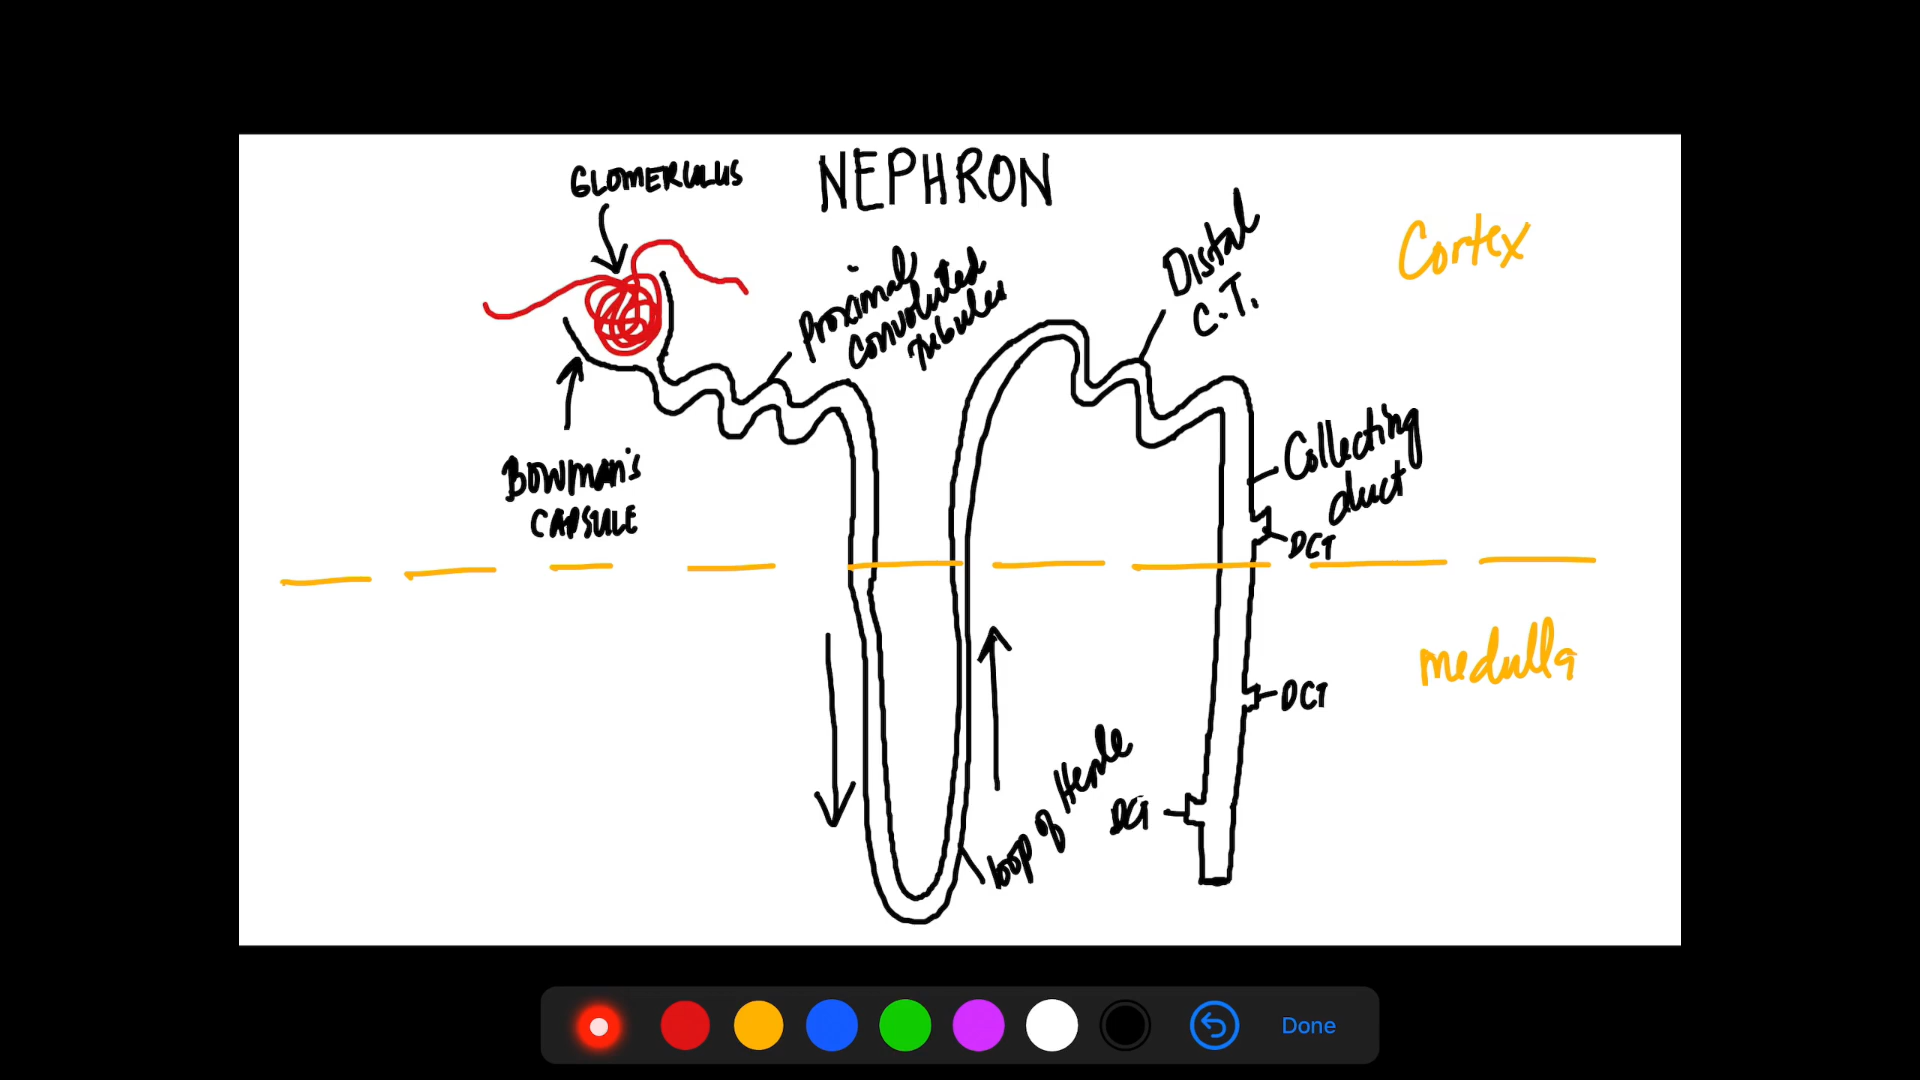 GLOMERULUS
NEPHRON
Proximal
convoluted
tubules
Distal
C.T.
Cortex
BOWMAN'S
CAPSULE
Collecting
duct
DCT
medulla
DCT
Loop of Henle
DCT
Done